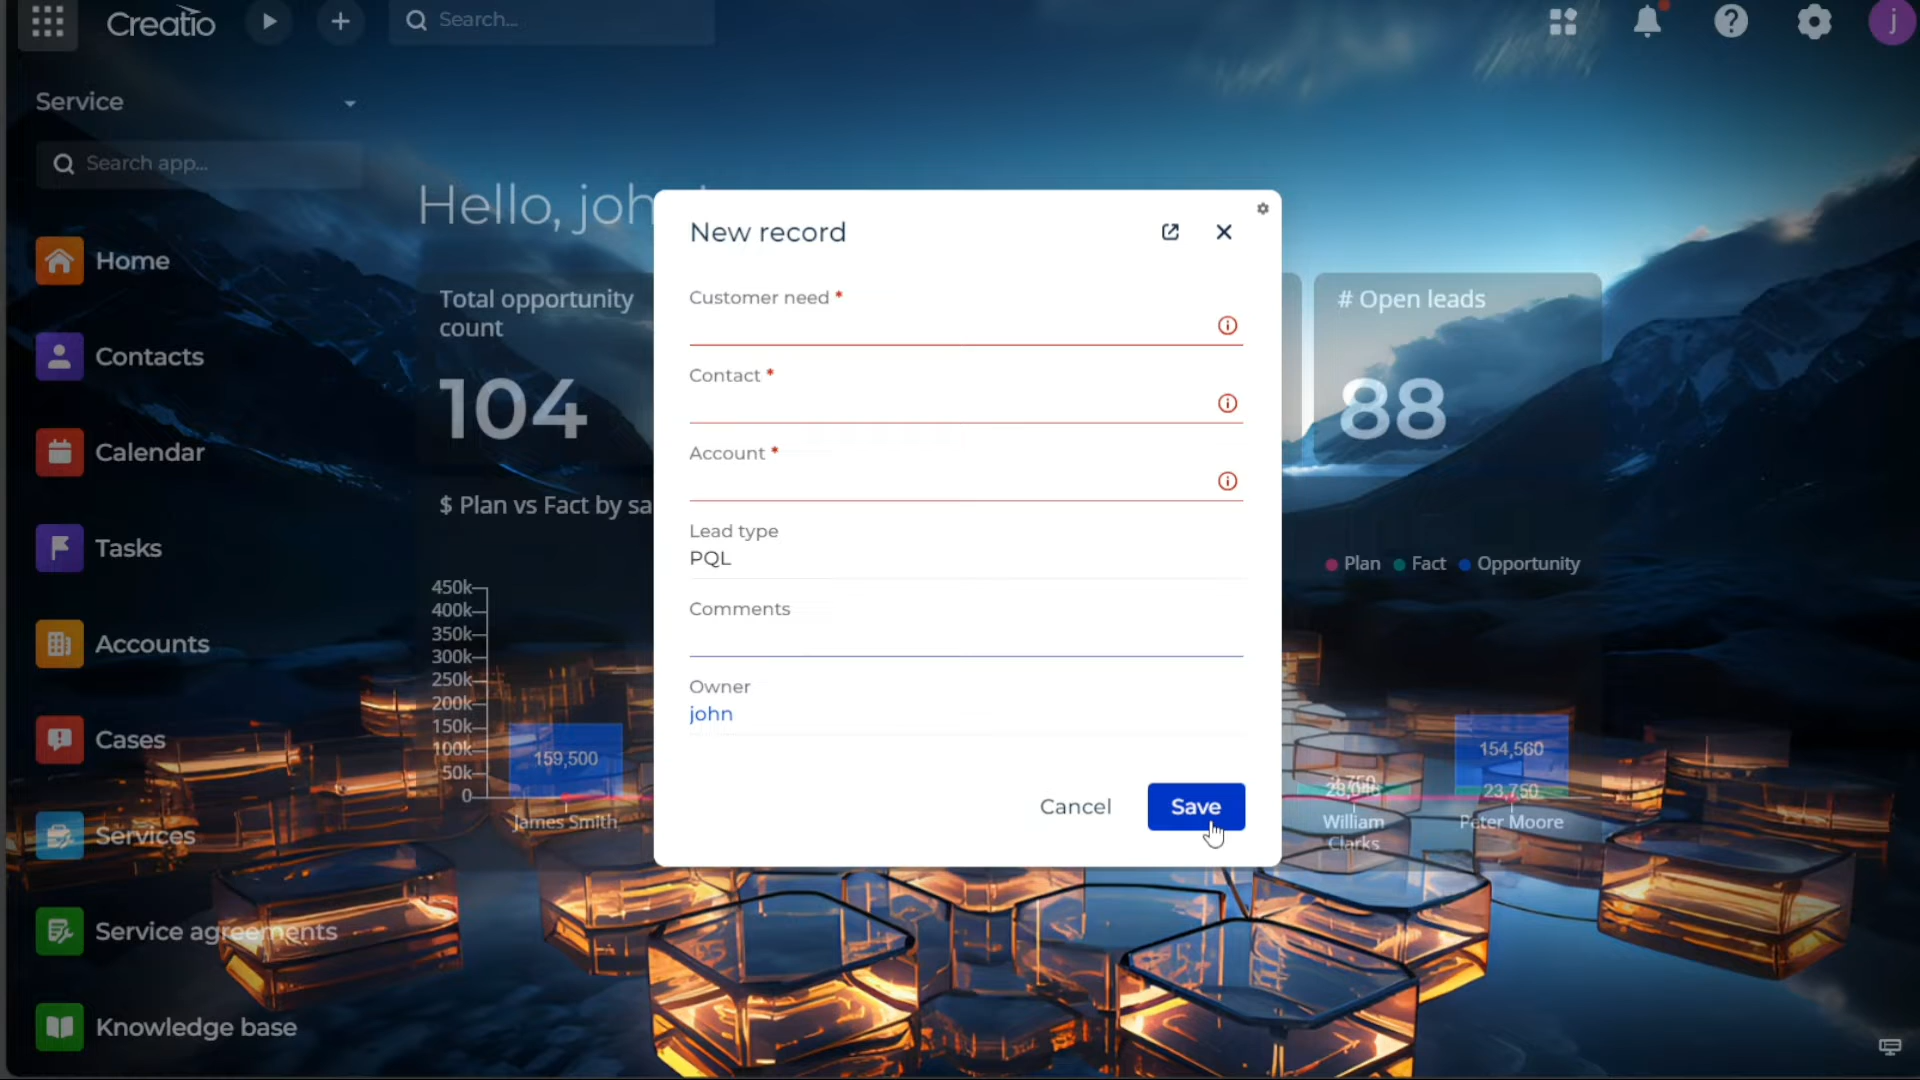 Creatio
Search...
j
Service
Search app...
Home
Contacts
Calendar
Tasks
Accounts
Cases
Services
Service agreements
Knowledge base
Hello, joh
Total opportunity
count
104
# Open leads
88
$ Plan vs Fact by sa
Plan
Fact
Opportunity
450k
400k
350k
300k
250k
200k
150k
100k
50k
0
159,500
James Smith
William
Clarks
154,560
23,750
Peter Moore
New record
Customer need *
Contact *
Account *
Lead type
PQL
Comments
Owner
john
Cancel
Save